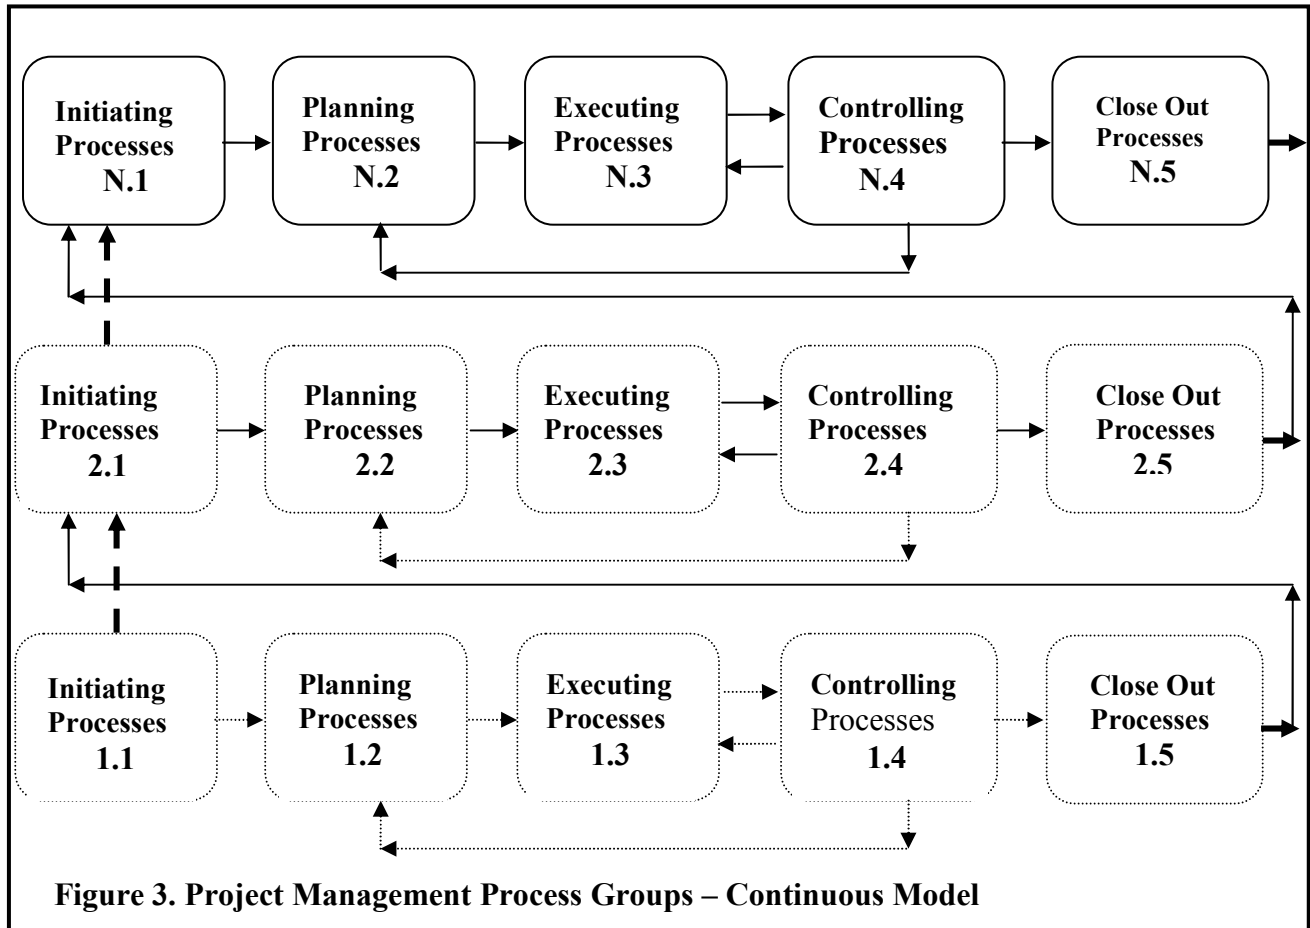 Initiating
Processes
N.1
Planning
Processes
N.2
Executing
Processes
N.3
Controlling
Processes
N.4
Close Out
Processes
N.5
Initiating
Processes
2.1
Planning
Processes
2.2
Executing
Processes
2.3
Controlling
Processes
2.4
Close Out
Processes
2.5
Initiating
Processes
1.1
Planning
Processes
1.2
Executing
Processes
1.3
Controlling
Processes
1.4
Close Out
Processes
1.5
Figure 3. Project Management Process Groups – Continuous Model